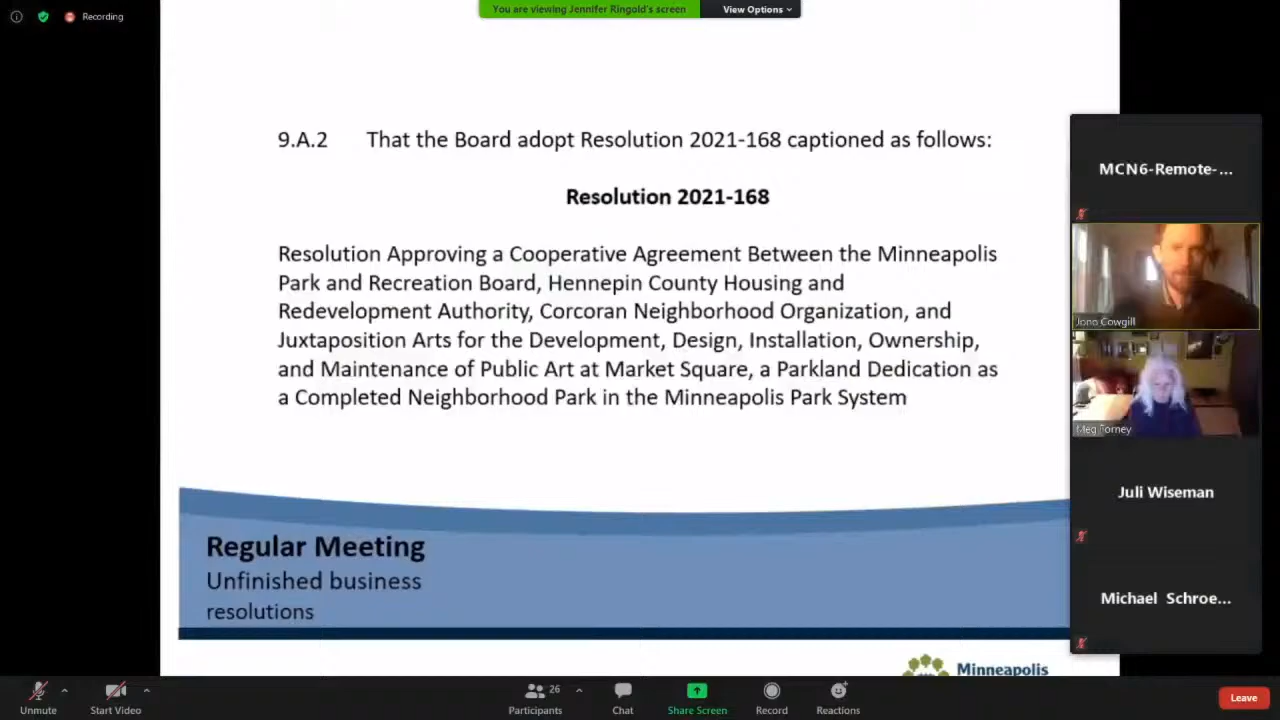 Recording
You are viewing Jennifer Ringold's screen
View Options
9.A.2 That the Board adopt Resolution 2021-168 captioned as follows:
Resolution 2021-168
Resolution Approving a Cooperative Agreement Between the Minneapolis
Park and Recreation Board, Hennepin County Housing and
Redevelopment Authority, Corcoran Neighborhood Organization, and
Juxtaposition Arts for the Development, Design, Installation, Ownership,
and Maintenance of Public Art at Market Square, a Parkland Dedication as
a Completed Neighborhood Park in the Minneapolis Park System
Regular Meeting
Unfinished business
resolutions
Minneapolis
MCN6-Remote-...
Jono Cowgill
Meg Forney
Juli Wiseman
Michael Schroe...
Unmute
Start Video
26
Participants
Chat
Share Screen
Record
Reactions
Leave